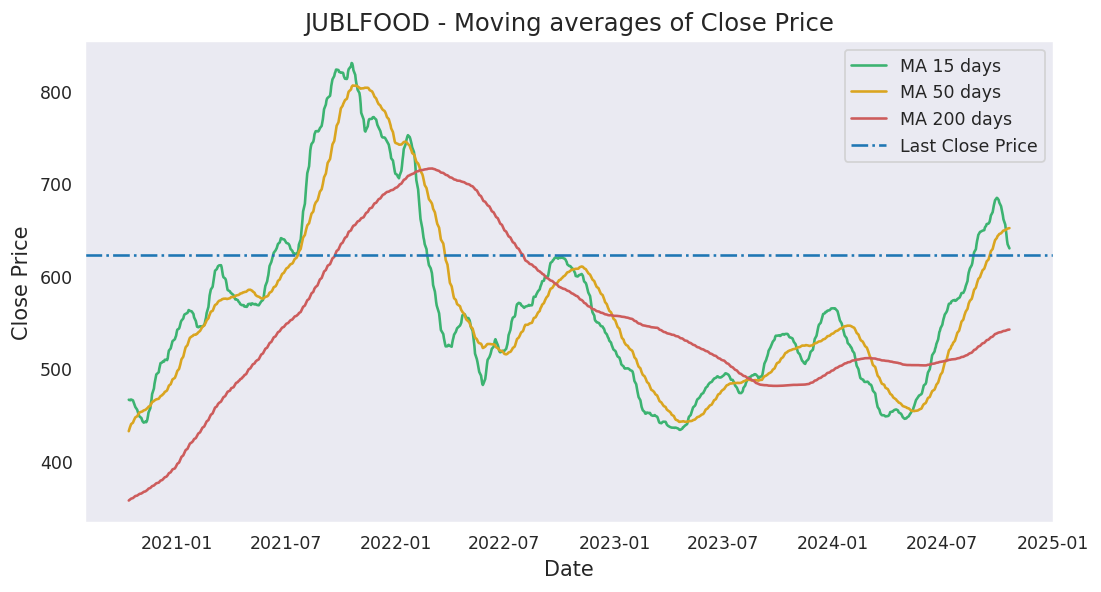 JUBLFOOD - Moving averages of Close Price
MA 15 days
MA 50 days
MA 200 days
Last Close Price
Close Price
800
700
600
500
400
2021-01
2021-07
2022-01
2022-07
2023-01
2023-07
2024-01
2024-07
2025-01
Date